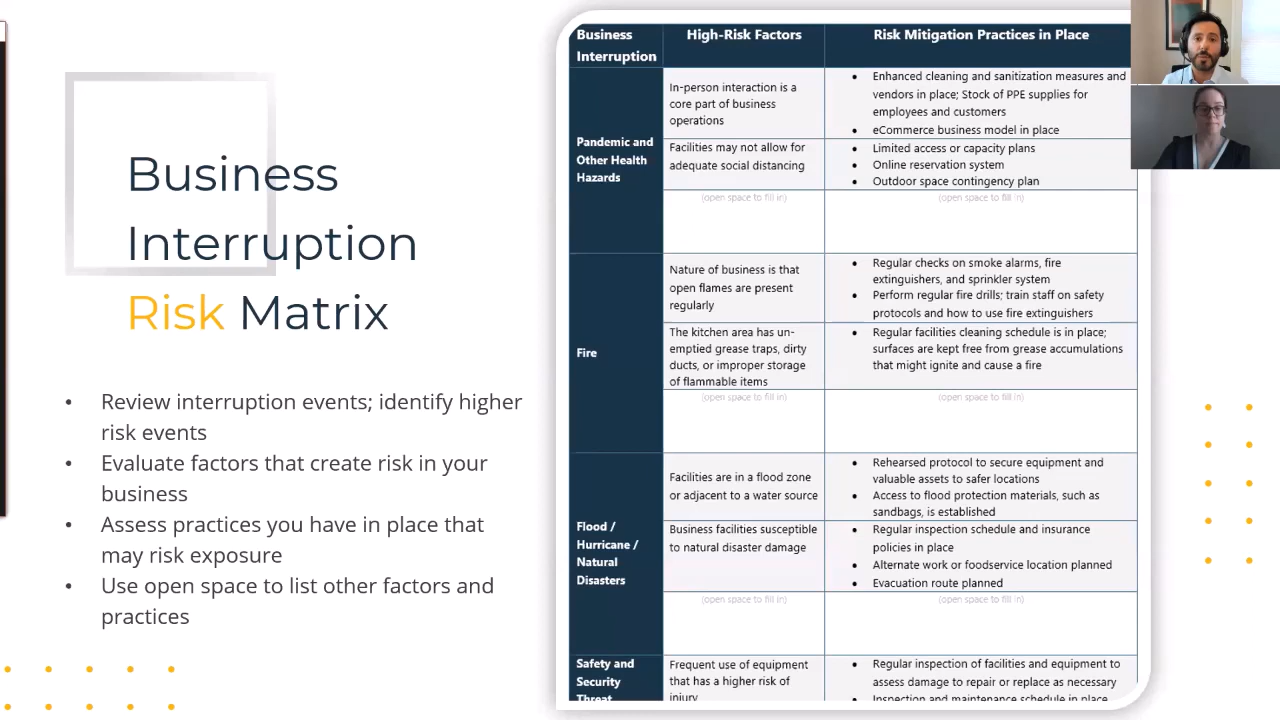 Business
Interruption
Risk Matrix
• Review interruption events; identify higher
risk events
• Evaluate factors that create risk in your
business
• Assess practices you have in place that
may risk exposure
• Use open space to list other factors and
practices
Business
Interruption
High-Risk Factors
Risk Mitigation Practices in Place
Pandemic and
Other Health
Hazards
In-person interaction is a
core part of business
operations
• Enhanced cleaning and sanitization measures and
vendors in place; Stock of PPE supplies for
employees and customers
• eCommerce business model in place
Facilities may not allow for
adequate social distancing
• Limited access or capacity plans
• Online reservation system
• Outdoor space contingency plan
(open space to fill in)
(open space to fill in)
Fire
Nature of business is that
open flames are present
regularly
• Regular checks on smoke alarms, fire
extinguishers, and sprinkler system
• Perform regular fire drills; train staff on safety
protocols and how to use fire extinguishers
The kitchen area has un-
emptied grease traps, dirty
ducts, or improper storage
of flammable items
• Regular facilities cleaning schedule is in place;
surfaces are kept free from grease accumulations
that might ignite and cause a fire
(open space to fill in)
(open space to fill in)
Flood /
Hurricane /
Natural
Disasters
Facilities are in a flood zone
or adjacent to a water source
• Rehearsed protocol to secure equipment and
valuable assets to safer locations
• Access to flood protection materials, such as
sandbags, is established
Business facilities susceptible
to natural disaster damage
• Regular inspection schedule and insurance
policies in place
• Alternate work or foodservice location planned
• Evacuation route planned
(open space to fill in)
(open space to fill in)
Safety and
Security
Threat
Frequent use of equipment
that has a higher risk of
injury
• Regular inspection of facilities and equipment to
assess damage to repair or replace as necessary
• Inspection and maintenance schedule in place